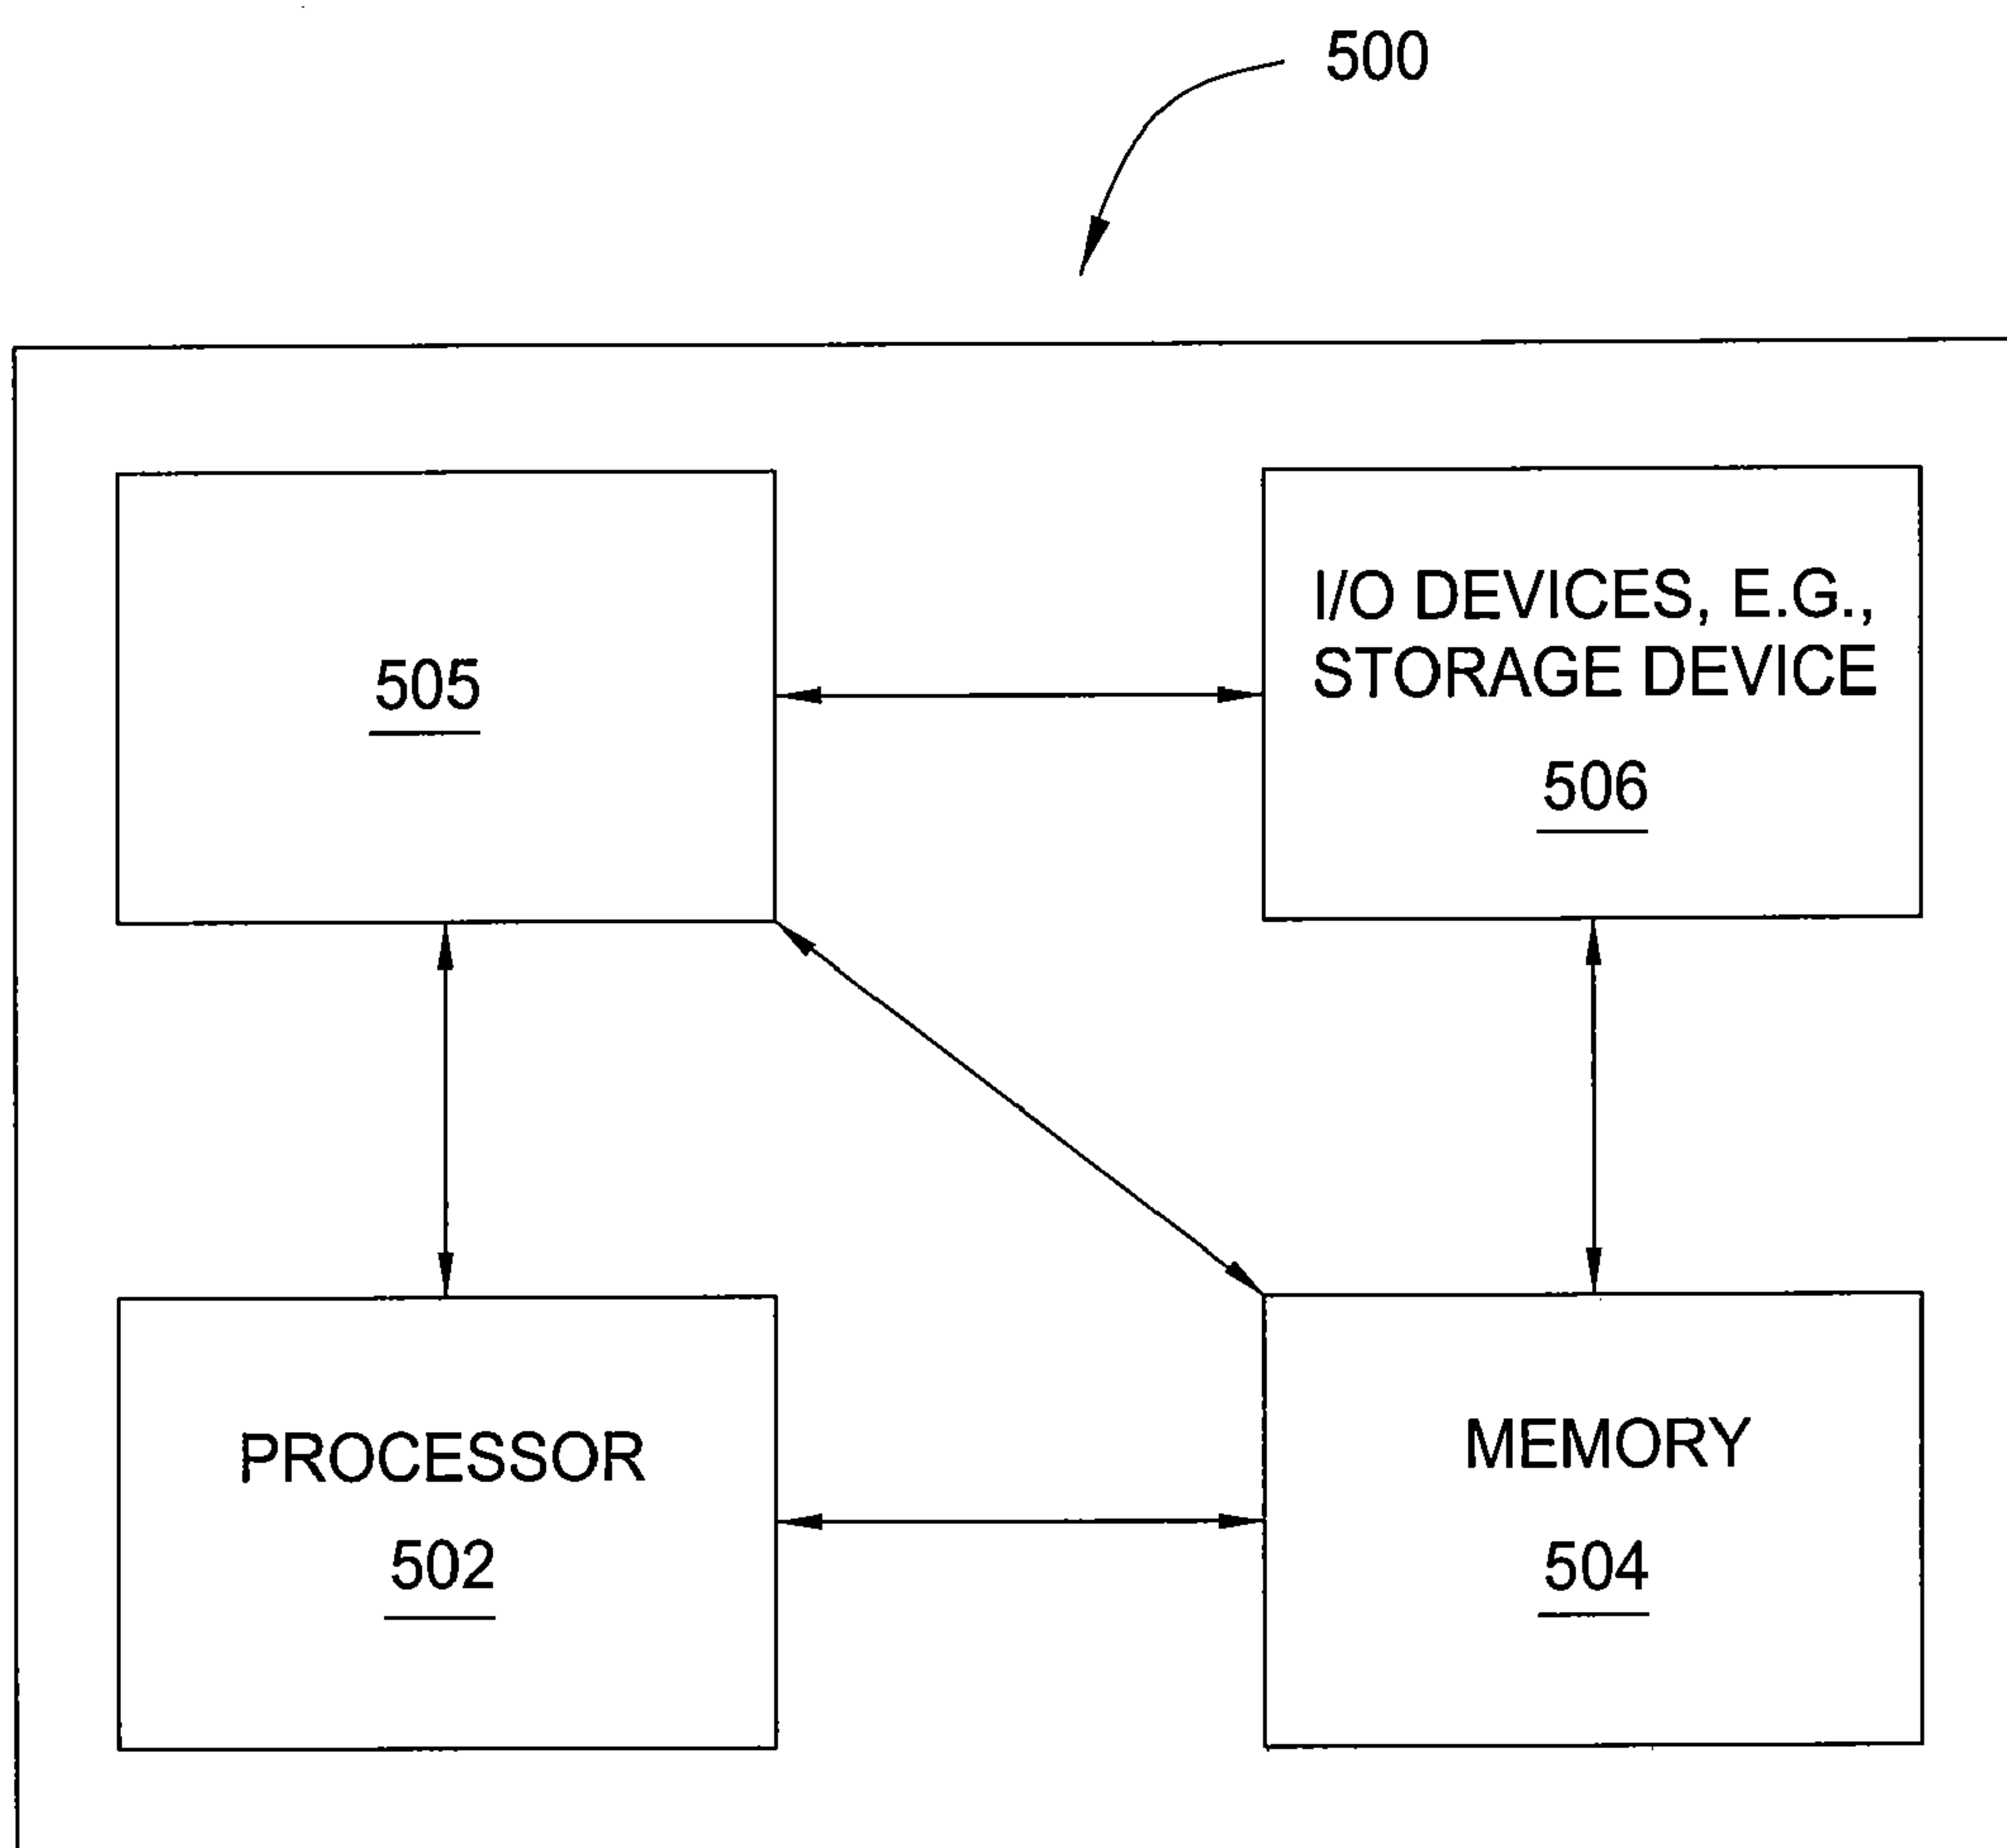 500
505
I/O DEVICES, E.G.,
STORAGE DEVICE
506
PROCESSOR
502
MEMORY
504